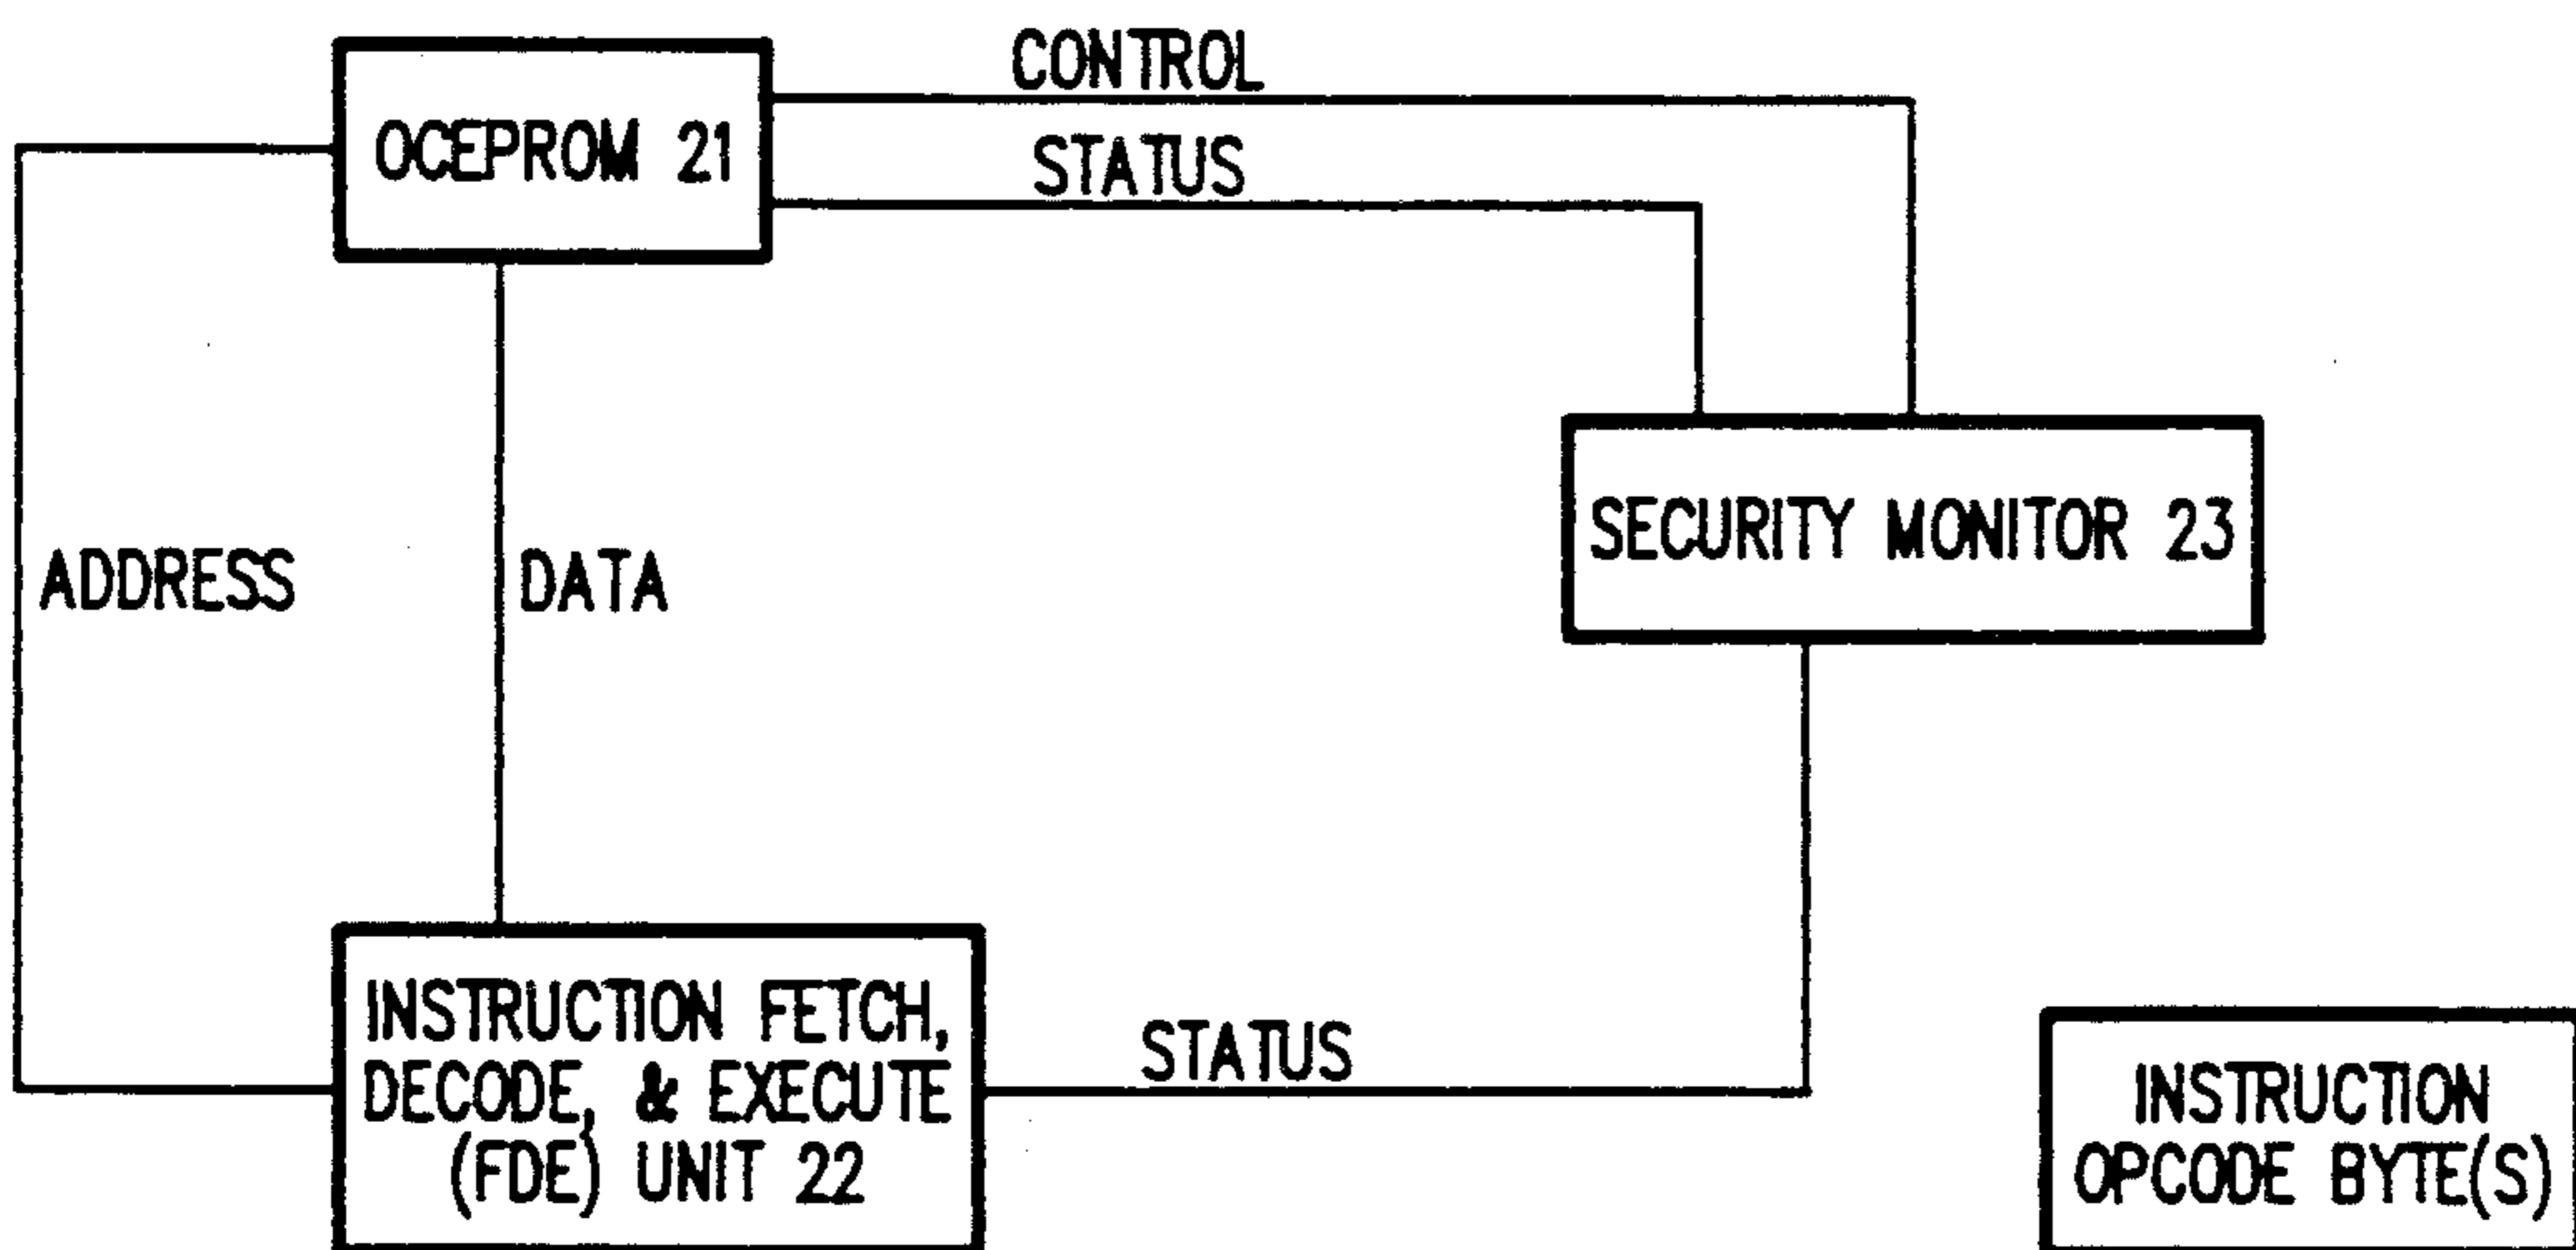 CONTROL
OCEPROM 21
STATUS
SECURITY MONITOR 23
ADDRESS
DATA
INSTRUCTION FETCH,
DECODE, & EXECUTE
(FDE) UNIT 22
STATUS
INSTRUCTION
OPCODE BYTE(S)